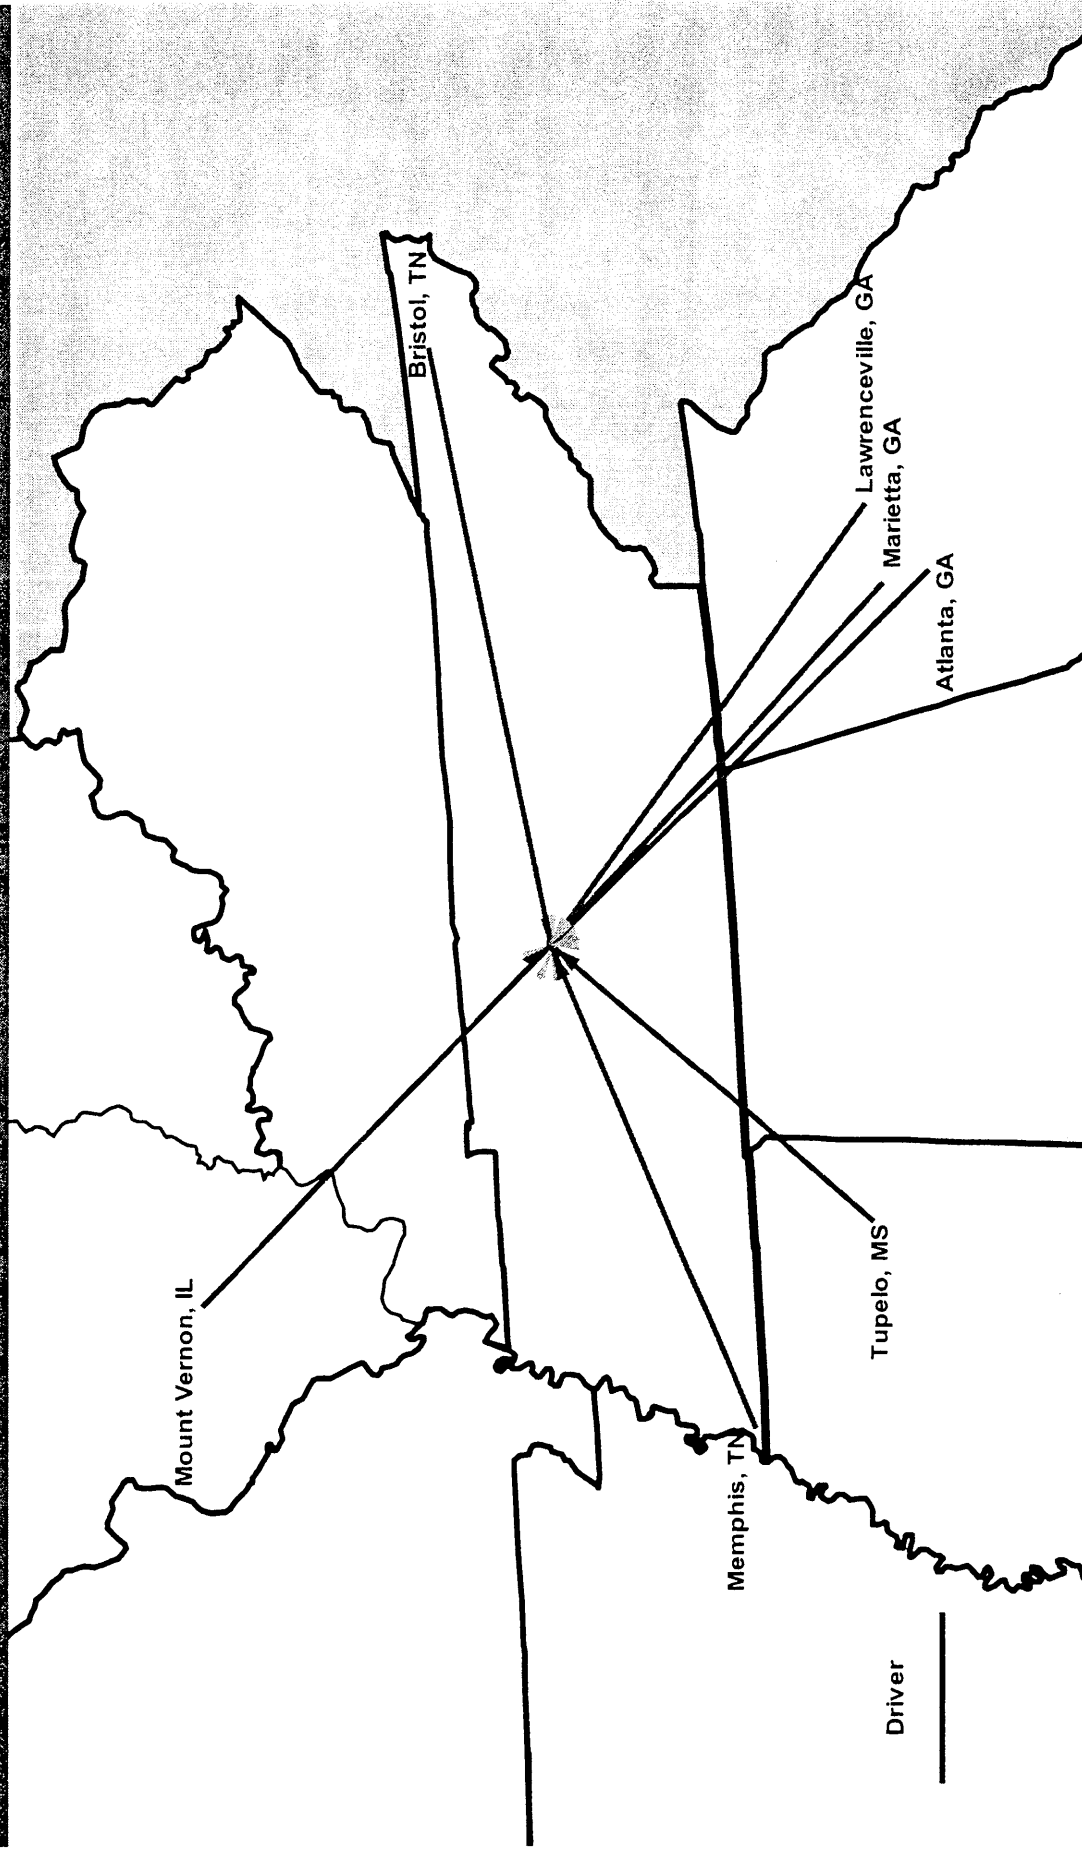 Mount Vernon, IL
Bristol, TN
Memphis, TN
Tupelo, MS
Lawrenceville, GA
Marietta, GA
Atlanta, GA
Driver